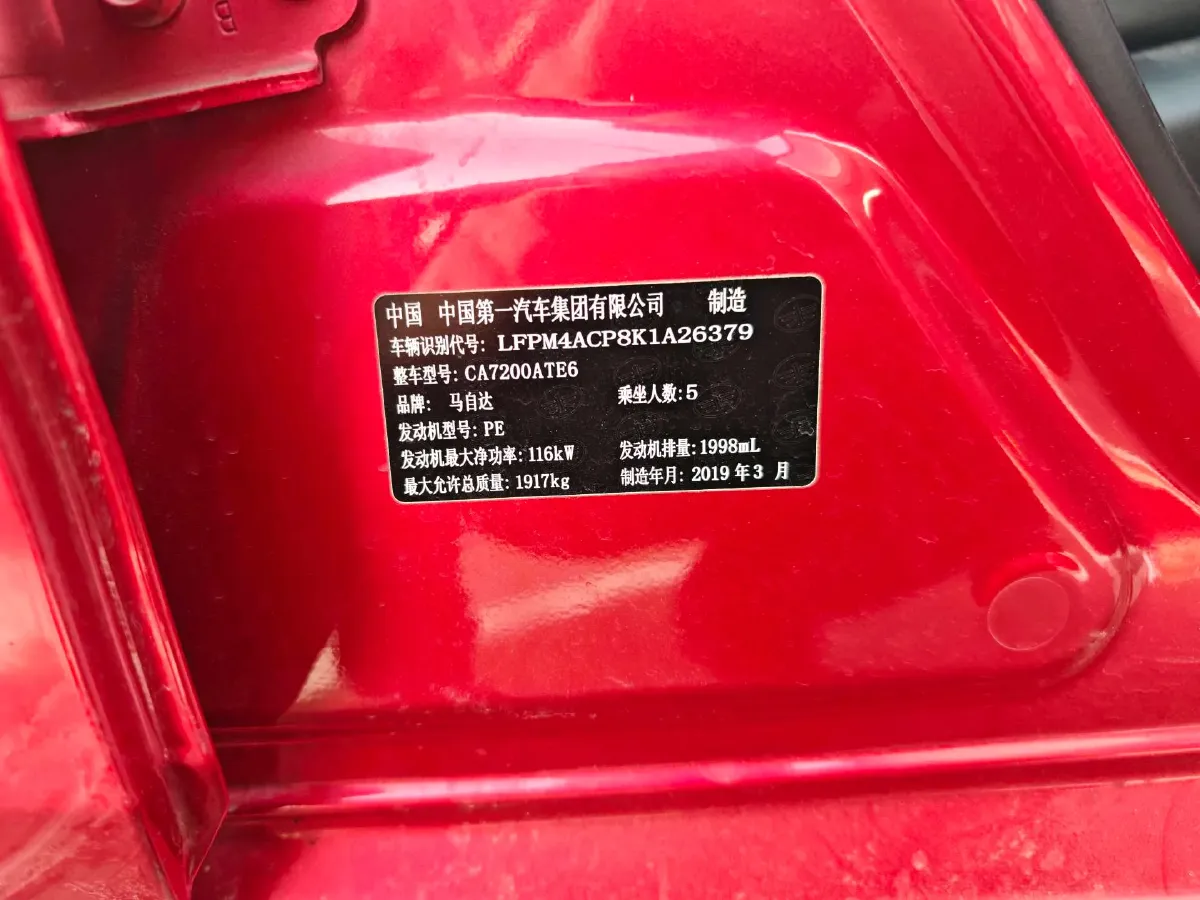 B
中国 中国第一汽车集团有限公司 制造
车辆识别代号: LFPM4ACP8K1A26379
整车型号: CA7200ATE6
品牌: 马自达 乘坐人数: 5
发动机型号: PE
发动机最大净功率: 116kW 发动机排量: 1998mL
最大允许总质量: 1917kg 制造年月: 2019 年 3 月